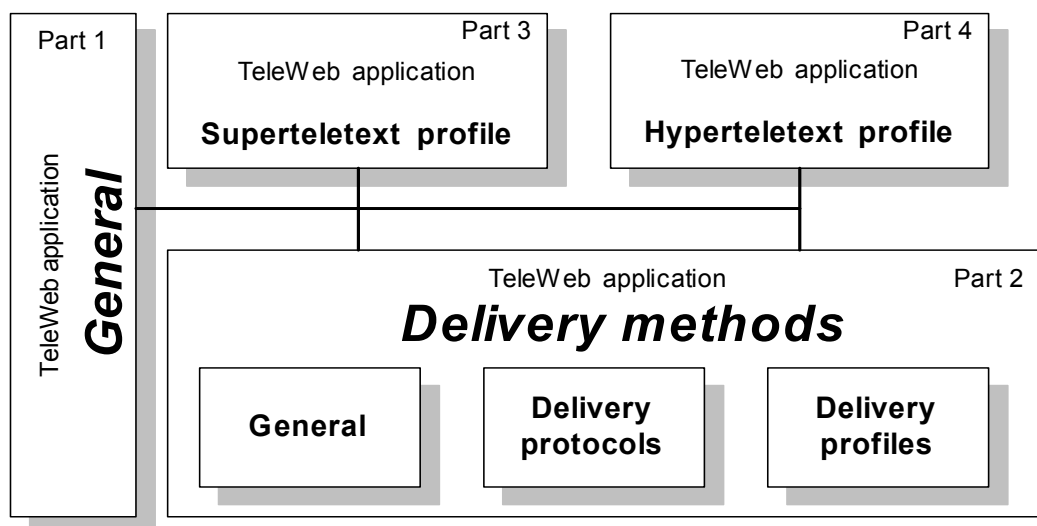 Part 1
TeleWeb application
General
Part 3
TeleWeb application
Superteletext profile
Part 4
TeleWeb application
Hyperteletext profile
TeleWeb application
Part 2
Delivery methods
General
Delivery
protocols
Delivery
profiles